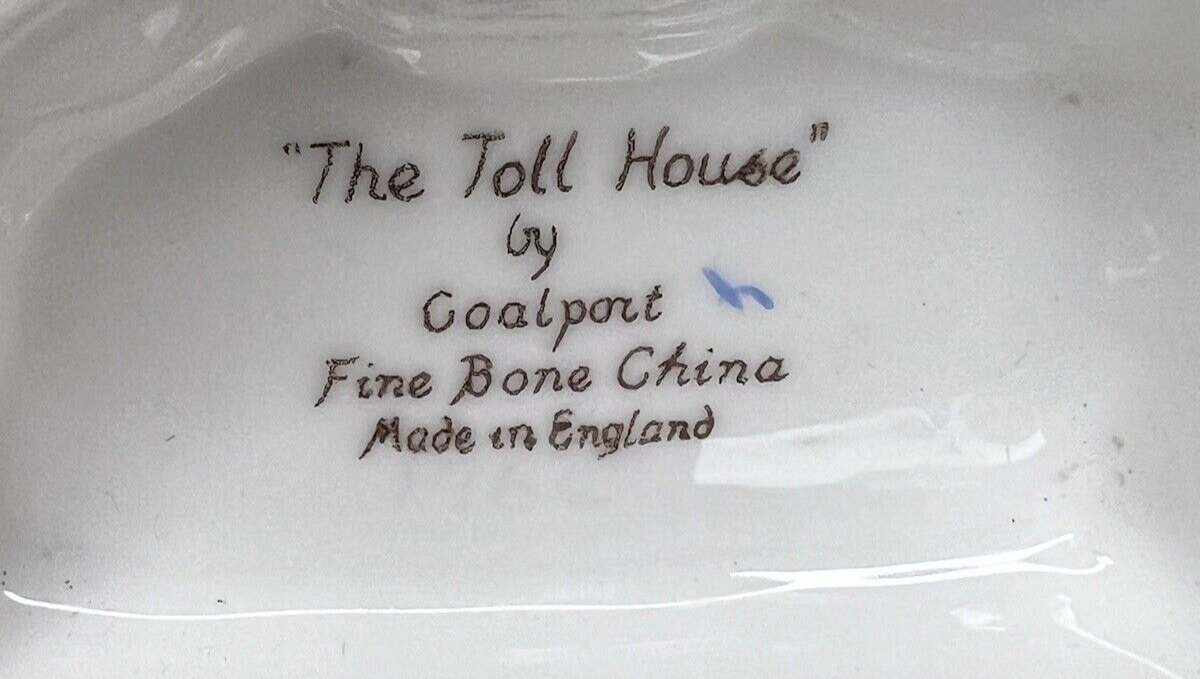 "The Toll House"
by
Coalport
Fine Bone China
Made in England